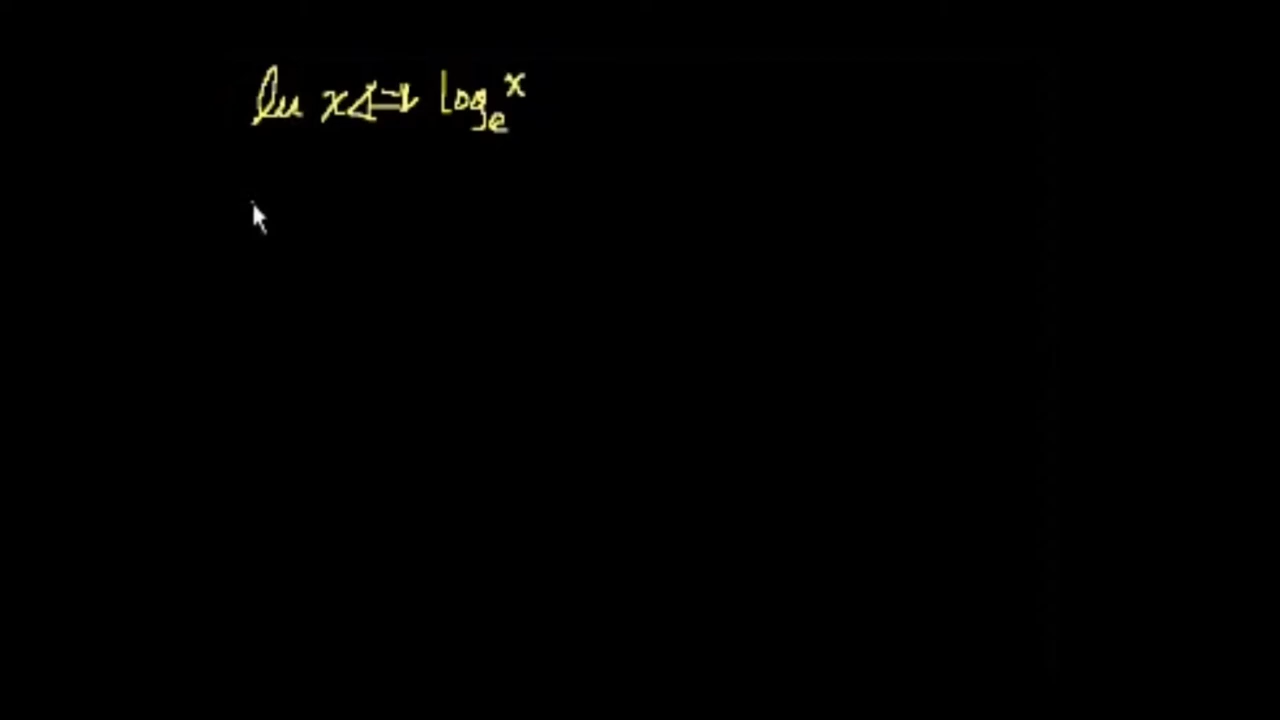 ln x ⇔ log_e x